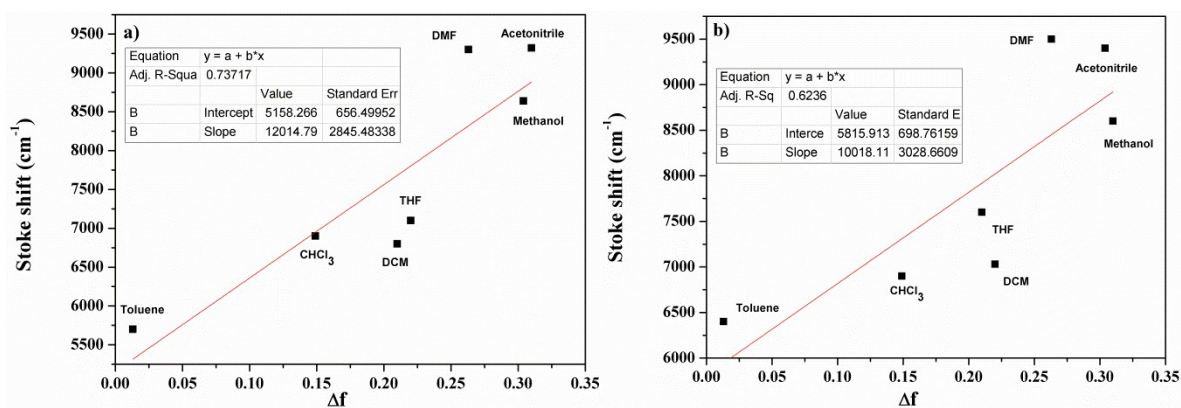 a)
Equation y = a + b*x
Adj. R-Squa 0.73717
Value Standard Err
B Intercept 5158.266 656.49952
B Slope 12014.79 2845.48338
DMF
Acetonitrile
Methanol
THF
DCM
CHCl3
Toluene
9500
9000
8500
8000
7500
7000
6500
6000
5500
Stoke shift (cm-1)
0.00 0.05 0.10 0.15 0.20 0.25 0.30 0.35
Δf
b)
Equation y = a + b*x
Adj. R-Sq 0.6236
Value Standard E
B Interce 5815.913 698.76159
B Slope 10018.11 3028.6609
DMF
Acetonitrile
Methanol
THF
DCM
CHCl3
Toluene
9500
9000
8500
8000
7500
7000
6500
6000
Stoke shift (cm-1)
0.00 0.05 0.10 0.15 0.20 0.25 0.30 0.35
Δf